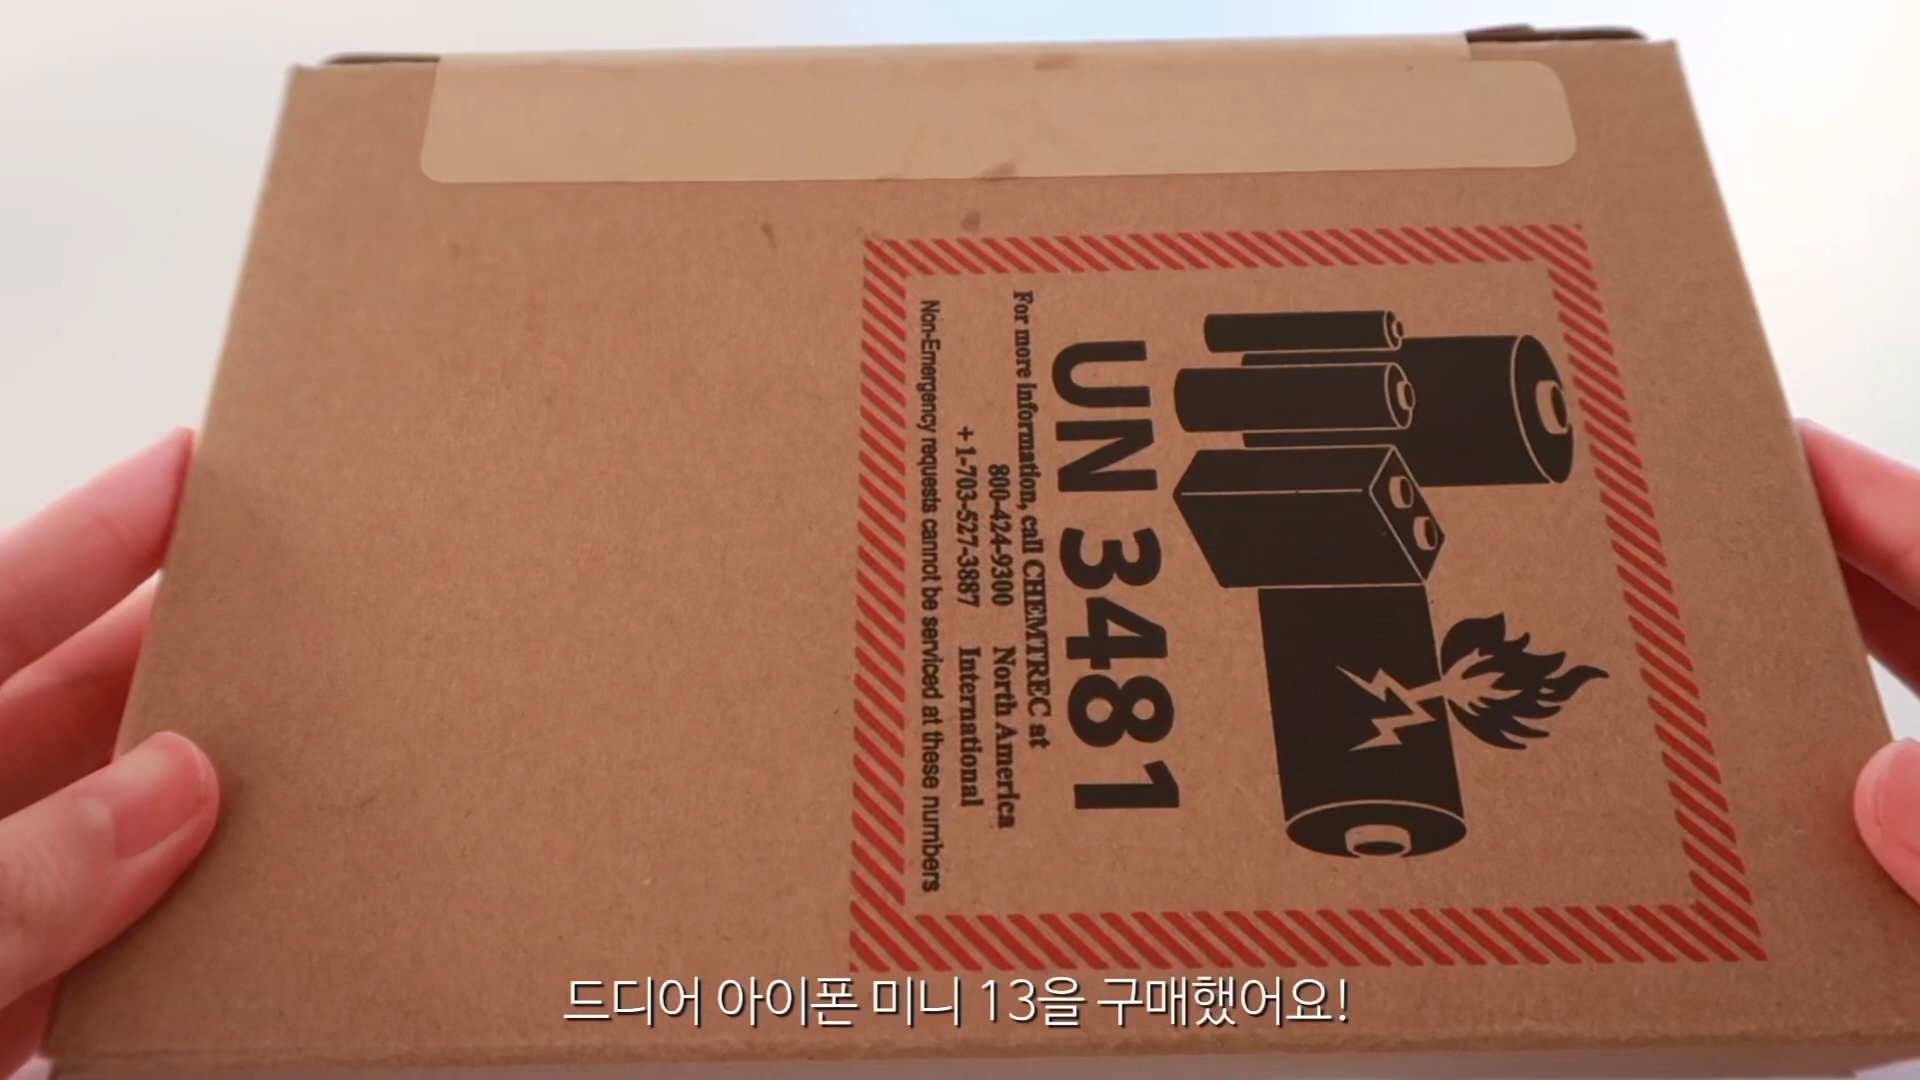 UN 3481
For more information, call CHEMTREC at
800-424-9300 North America
+1-703-527-3887 International
Non-Emergency requests cannot be serviced at these numbers
드디어 아이폰 미니 13을 구매했어요!